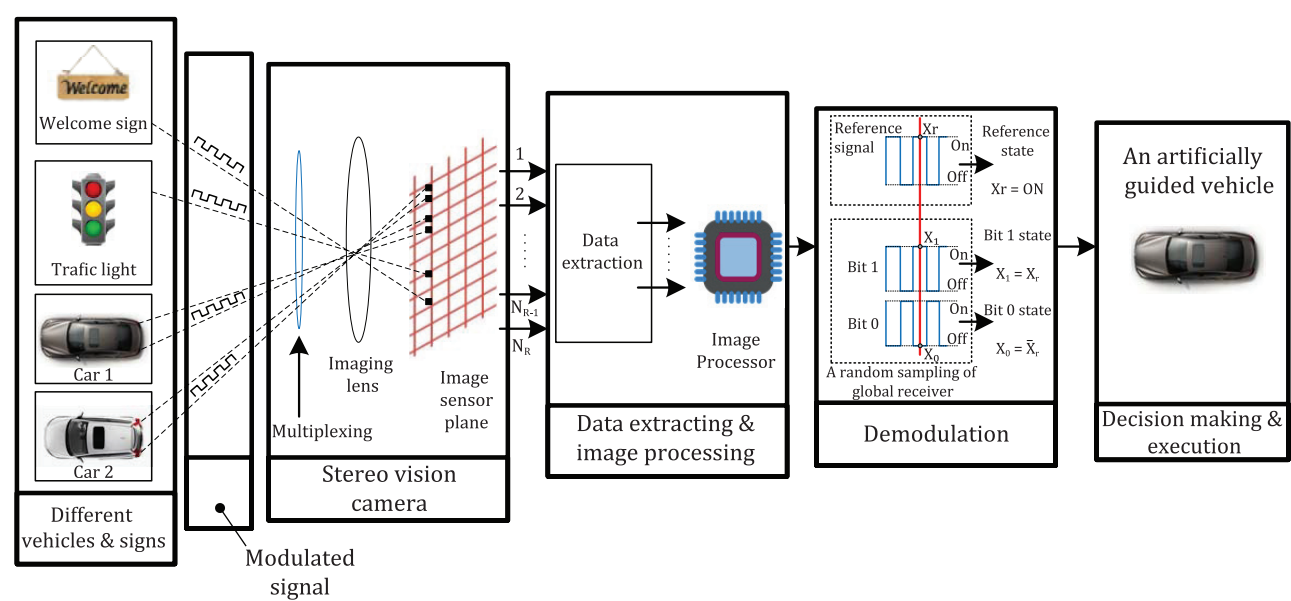 Welcome
Welcome sign
Trafic light
Car 1
Car 2
Different
vehicles & signs
Modulated
signal
Multiplexing
Imaging
lens
Image
sensor
plane
Stereo vision
camera
1
2
N_{R-1}
N_R
Data
extraction
Image
Processor
Data extracting &
image processing
Reference
signal
Xr
On
Off
Reference
state
Xr = ON
Bit 1
X₁
On
Off
Bit 1 state
X₁ = Xᵣ
Bit 0
On
Off
X₀
Bit 0 state
X₀ = X̄ᵣ
A random sampling of
global receiver
Demodulation
An artificially
guided vehicle
Decision making &
execution